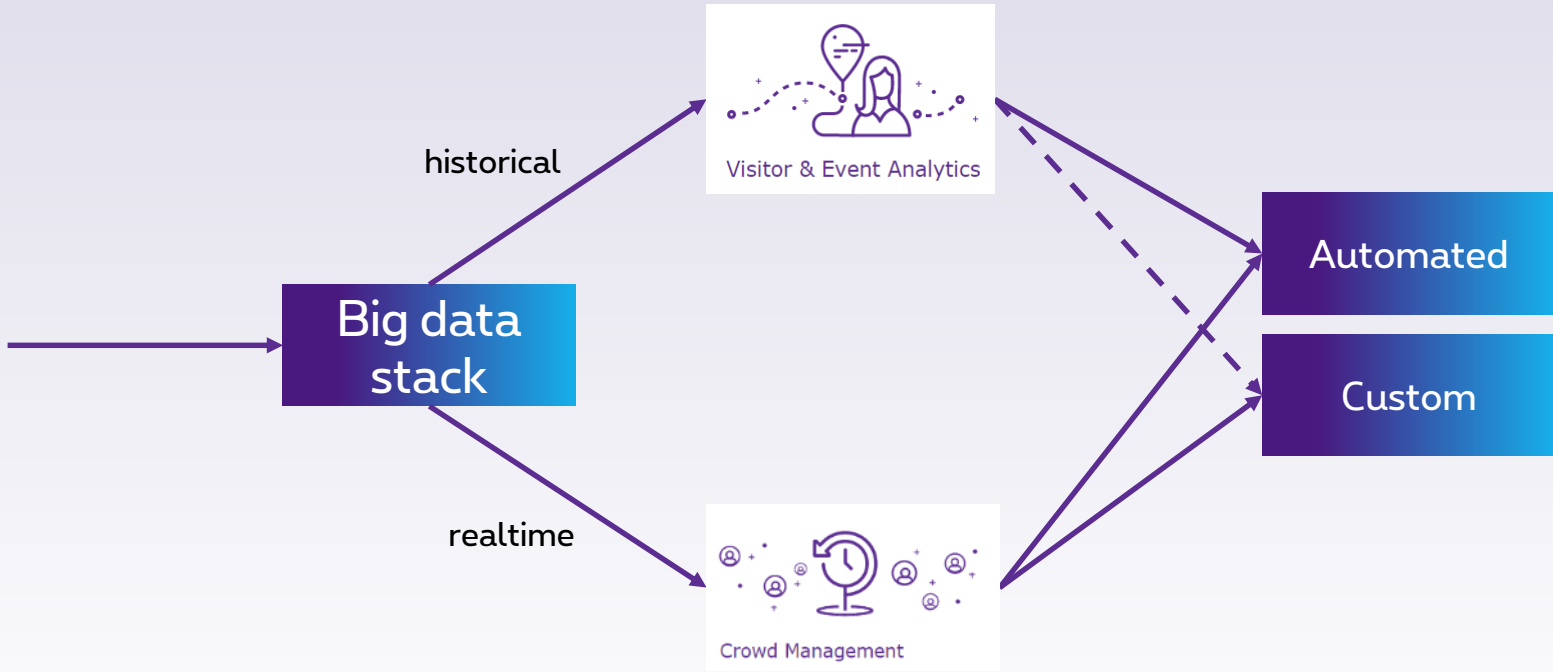 historical
Visitor & Event Analytics
Big data
stack
Automated
Custom
realtime
Crowd Management